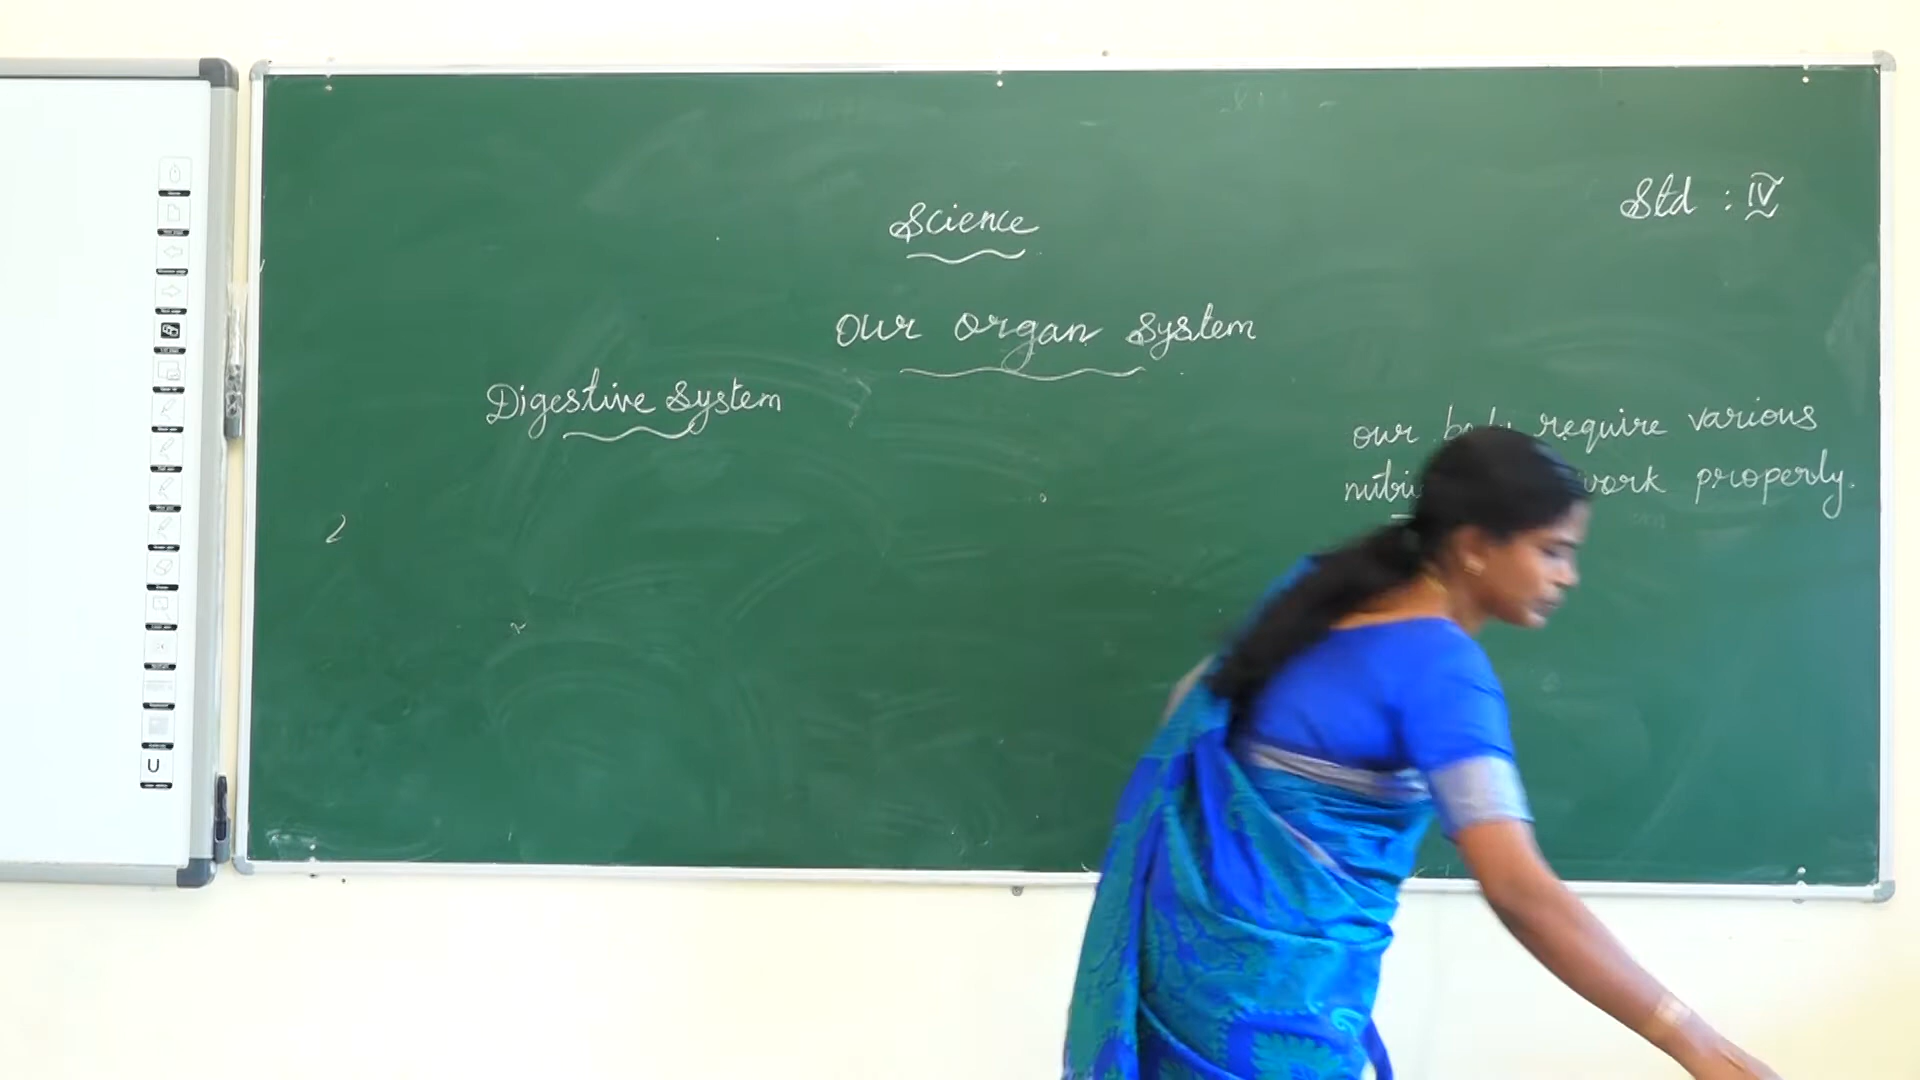 Science
Std : IV
our organ system
Digestive system
our body require various
work properly.
U